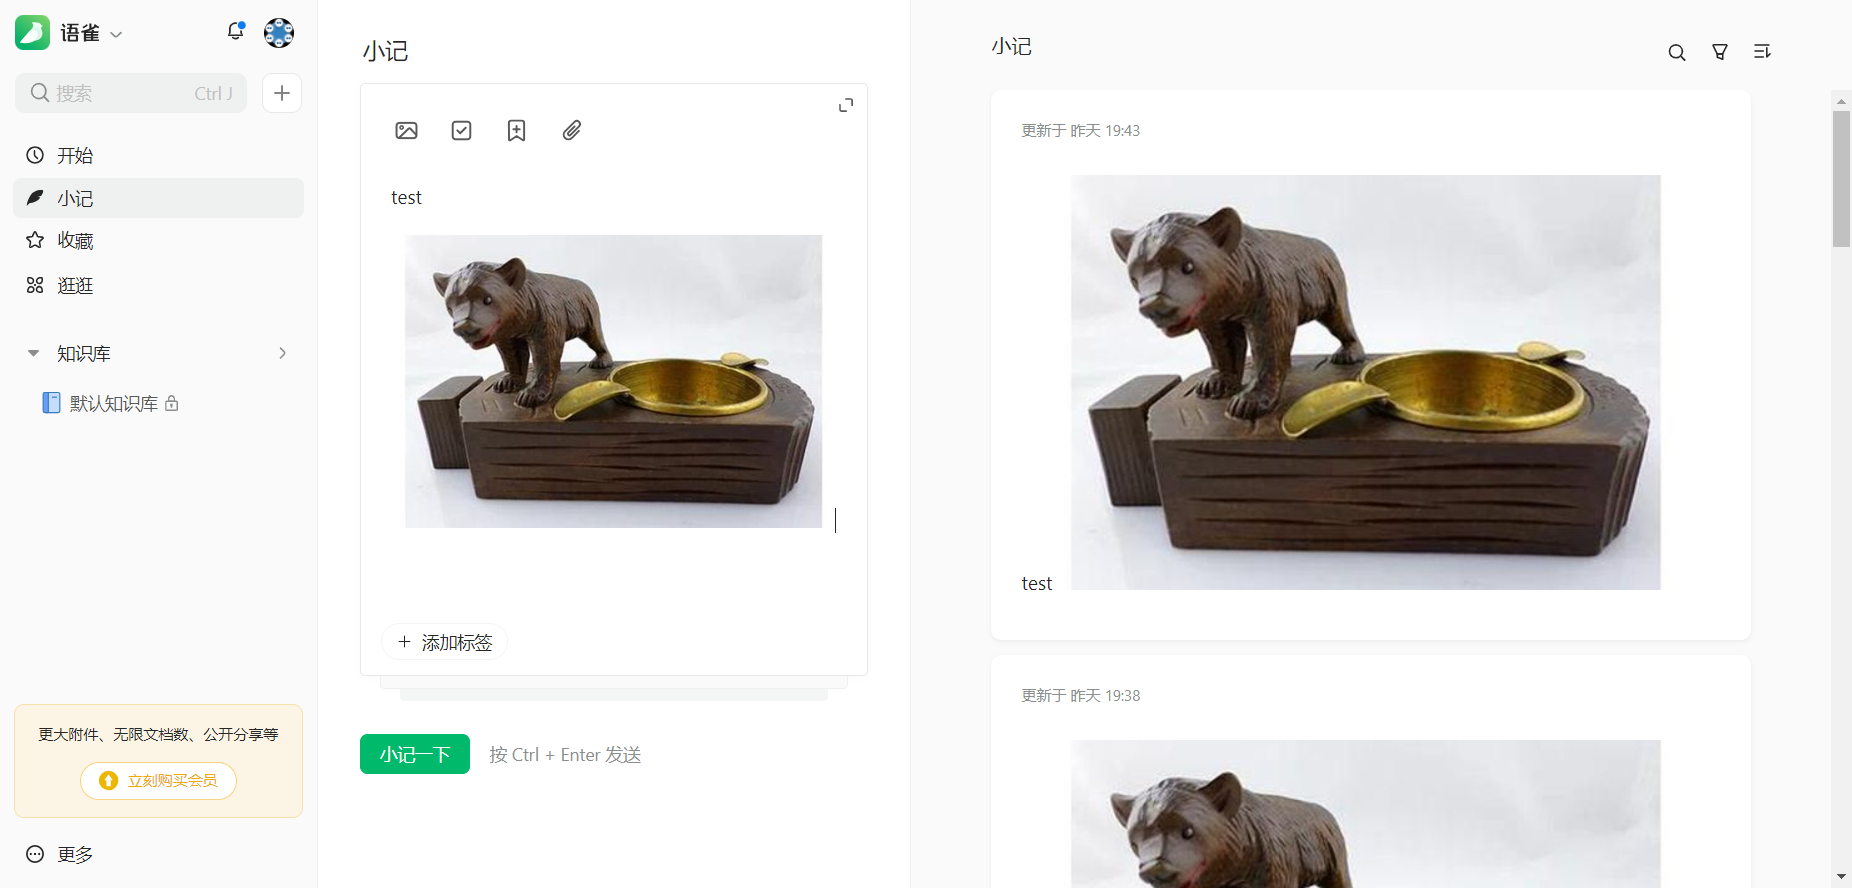 语雀
搜索 Ctrl J
开始
小记
收藏
逛逛
知识库
默认知识库
更大附件、无限文档数、公开分享等
立刻购买会员
更多
小记
test
添加标签
小记一下 按 Ctrl + Enter 发送
小记
更新于 昨天 19:43
test
更新于 昨天 19:38